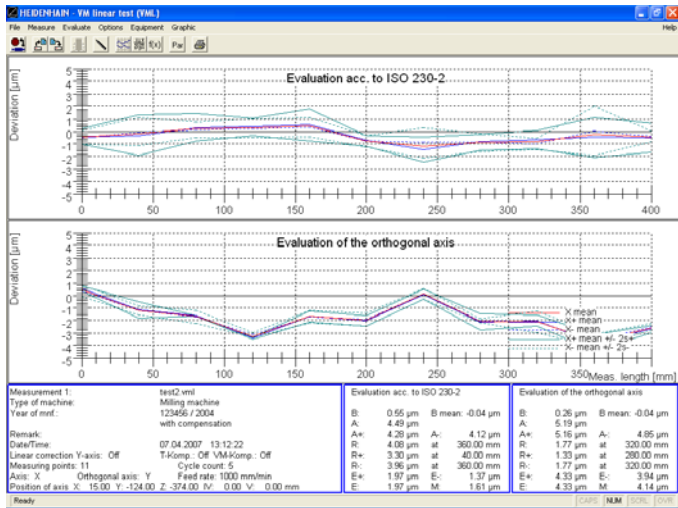 HEIDENHAIN - VM linear test (VML)
File Measure Evaluate Options Equipment Graphic Help
f(x) Par
Evaluation acc. to ISO 230-2
Deviation [µm]
5
4
3
2
1
0
-1
-2
-3
-4
-5
0 50 100 150 200 250 300 350 400
Evaluation of the orthogonal axis
Deviation [µm]
5
4
3
2
1
0
-1
-2
-3
-4
-5
X mean
X+ mean
X- mean
X+ mean +/- 2s+
X- mean +/- 2s-
0 50 100 150 200 250 300 350 Meas. length [mm]
Measurement 1: test2.vml
Type of machine: Milling machine
Year of mnf.: 123456 / 2004
with compensation
Remark:
Date/Time: 07.04.2007 13:12:22
Linear correction Y-axis: Off T-Komp.: Off VM-Komp.: Off
Measuring points: 11 Cycle count: 5
Axis: X Orthogonal axis: Y Feed rate: 1000 mm/min
Position of axis X: 15.00 Y: -124.00 Z: -374.00 IV: 0.00 V: 0.00 mm
Evaluation acc. to ISO 230-2
B: 0.55 µm B mean: -0.04 µm
A: 4.49 µm
A+: 4.28 µm A-: 4.12 µm
R: 4.08 µm at 360.00 mm
R+: 3.30 µm at 40.00 mm
R-: 3.96 µm at 360.00 mm
E+: 1.97 µm E-: 1.37 µm
E: 1.97 µm M: 1.61 µm
Evaluation of the orthogonal axis
B: 0.26 µm B mean: -0.04 µm
A: 5.19 µm
A+: 5.16 µm A-: 4.85 µm
R: 1.77 µm at 320.00 mm
R+: 1.33 µm at 280.00 mm
R-: 1.77 µm at 320.00 mm
E+: 4.33 µm E-: 3.94 µm
E: 4.33 µm M: 4.14 µm
Ready CAPS NUM SCRL OVR